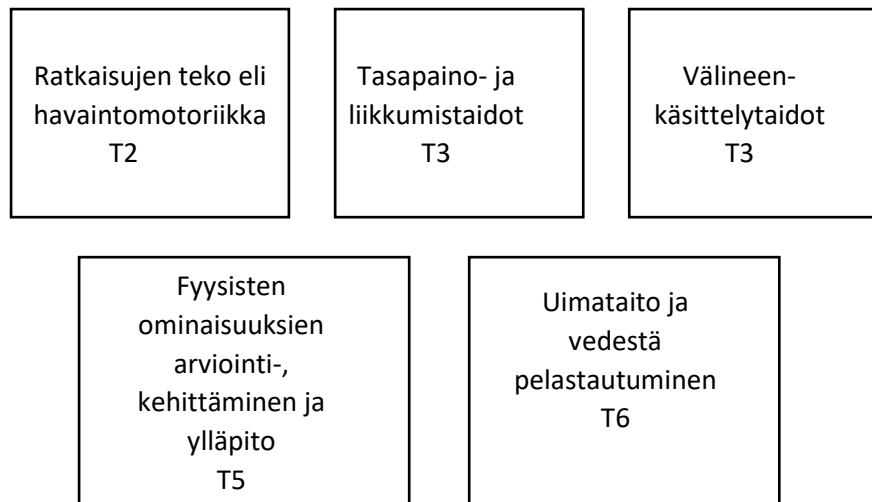 Ratkaisujen teko eli
havaintomotoriikka
T2
Tasapaino- ja
liikkumistaidot
T3
Välineen-
käsittelytaidot
T3
Fyysisten
ominaisuuksien
arviointi-,
kehittäminen ja
ylläpito
T5
Uimataito ja
vedestä
pelastautuminen
T6